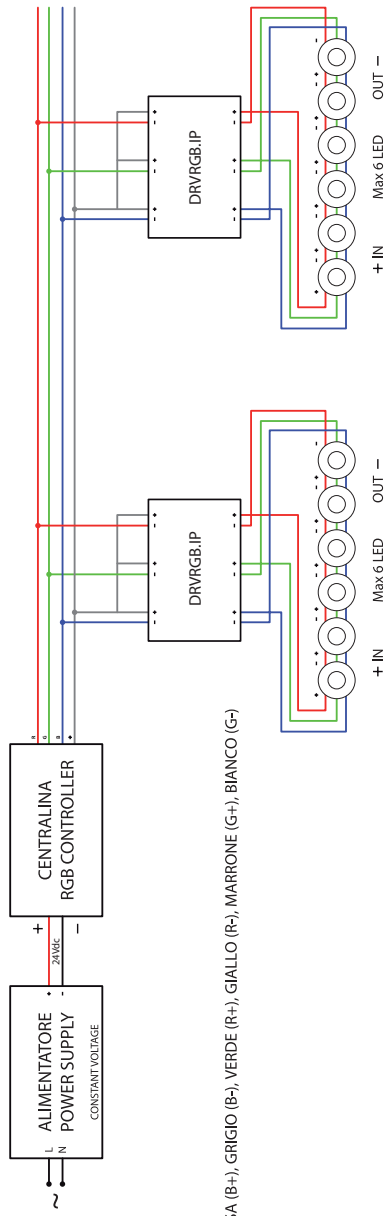 ~
L
N
ALIMENTATORE
POWER SUPPLY
CONSTANT VOLTAGE
+
-
+
24Vdc
−
CENTRALINA
RGB CONTROLLER
R
G
B
+
DRVRGB.IP
+ IN
Max 6 LED
OUT −
DRVRGB.IP
+ IN
Max 6 LED
OUT −
(B+), GRIGIO (B-), VERDE (R+), GIALLO (R-), MARRONE (G+), BIANCO (G-)